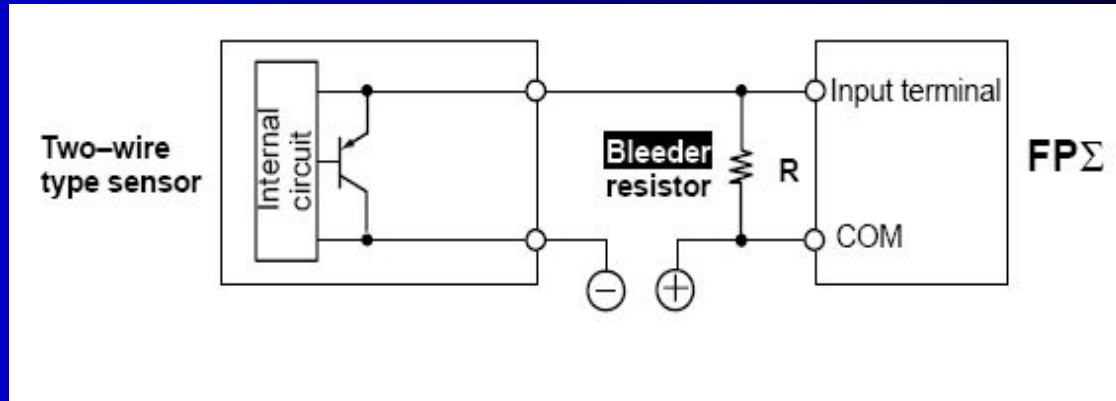 Two–wire
type sensor
Internal
circuit
Bleeder
resistor
R
− +
Input terminal
COM
FPΣ